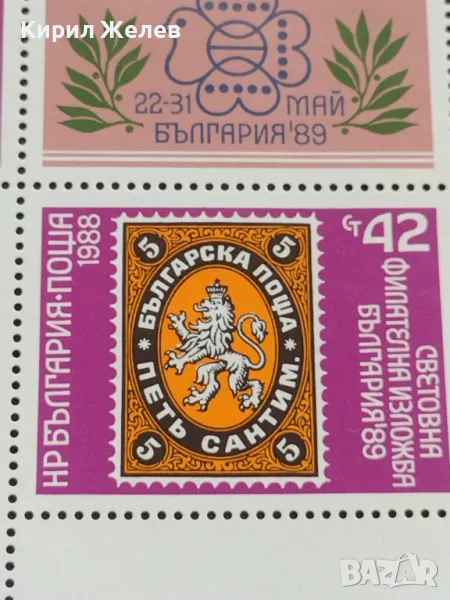 Кирил Желев
22-31 МАЙ
БЪЛГАРИЯ'89
НР БЪЛГАРИЯ·ПОЩА
1988
5 5
БЪЛГАРСКА ПОЩА
ПЕТЬ САНТИМ.
5 5
СТ 42
СВЕТОВНА
ФИЛАТЕЛНА ИЗЛОЖБА
БЪЛГАРИЯ'89
BAZAR